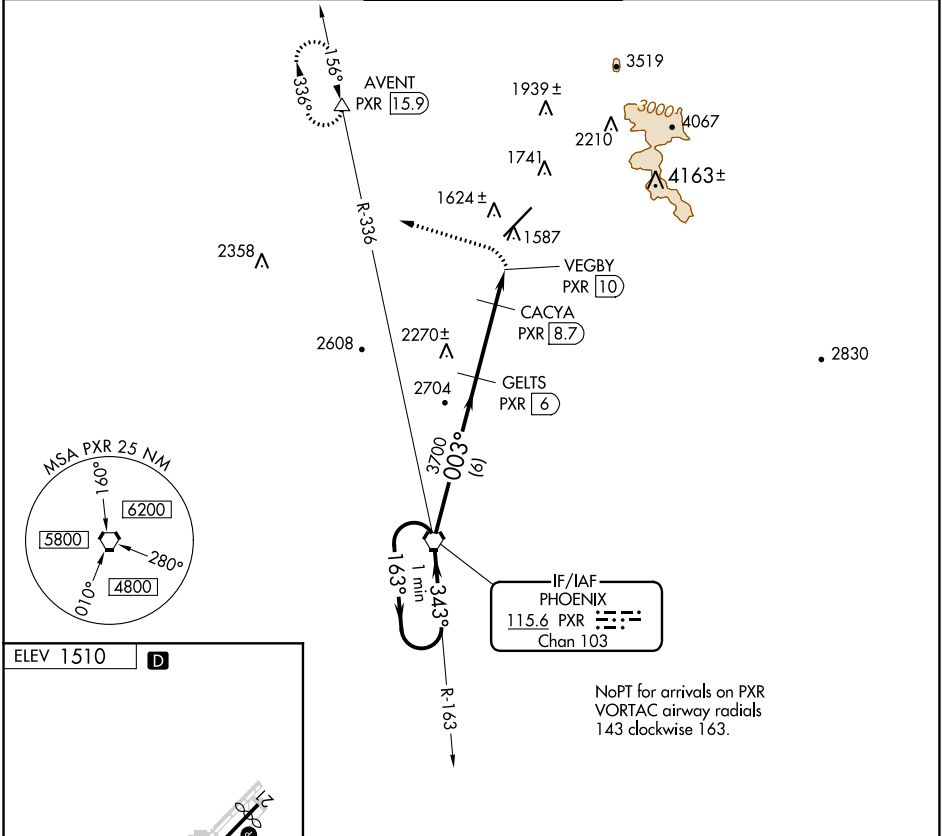 3519
156°
336°
AVENT
PXR 15.9
1939 ±
3000
4067
2210
1741
4163±
1624 ±
R-336
1587
2358
VEGBY
PXR 10
CACYA
PXR 8.7
2608
2270±
2830
GELTS
PXR 6
2704
3700
003°
(6)
MSA PXR 25 NM
160°
6200
5800
280°
4800
010°
163°
1 min
343°
IF/IAF
PHOENIX
115.6 PXR
Chan 103
ELEV 1510 D
R-163
NoPT for arrivals on PXR
VORTAC airway radials
143 clockwise 163.
21